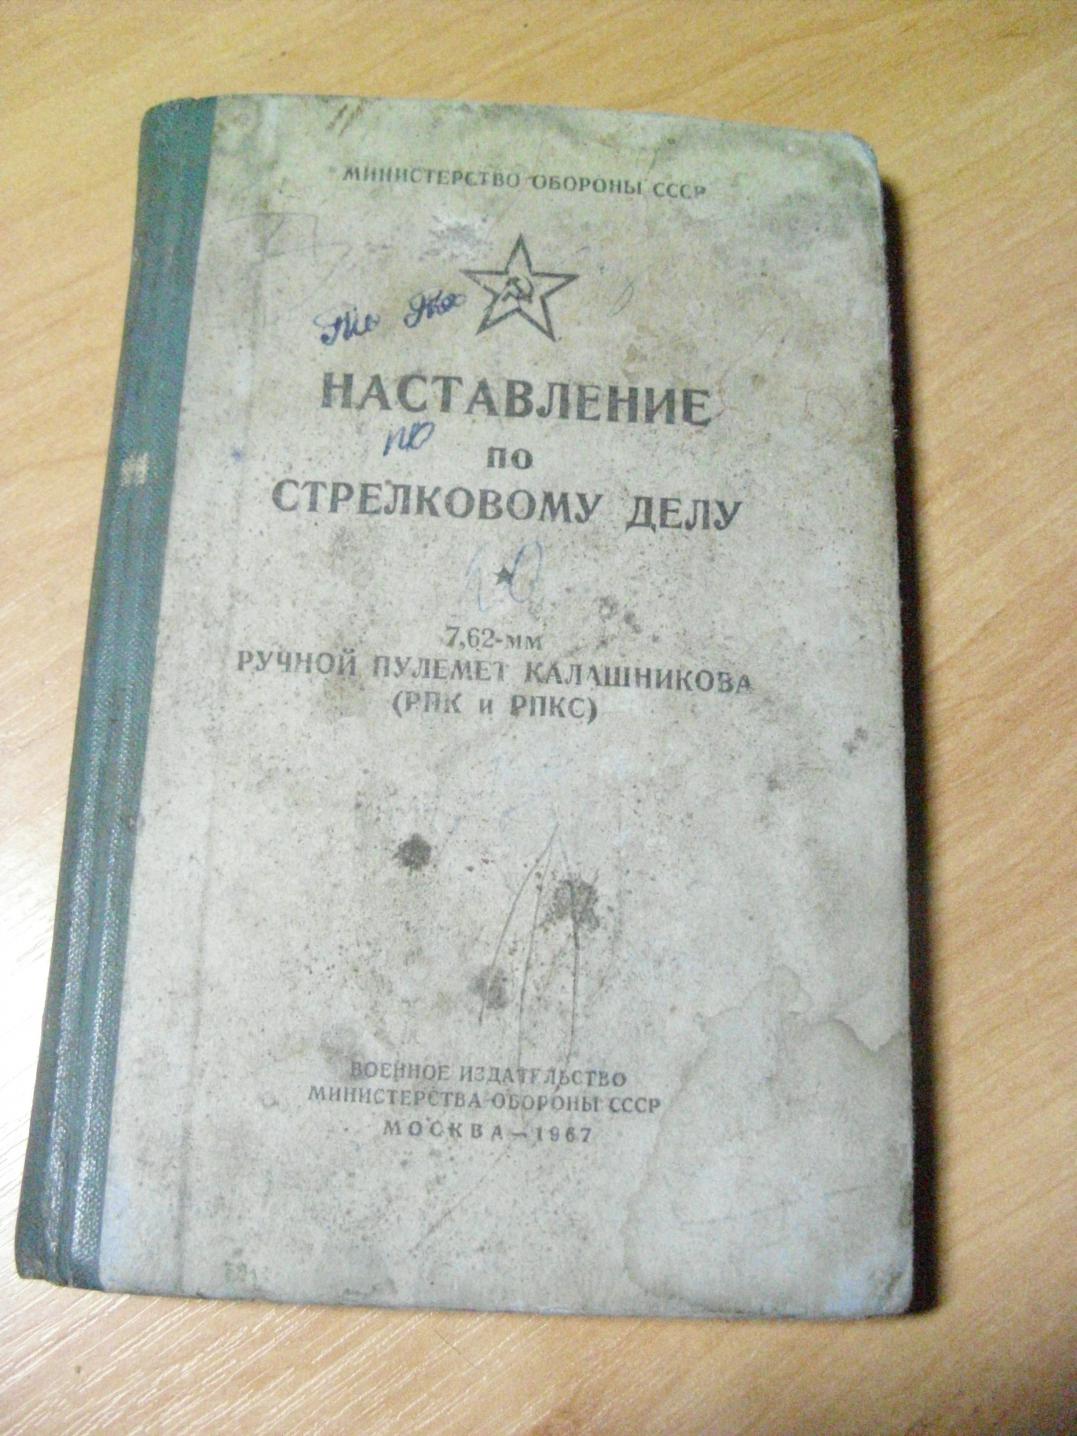 МИНИСТЕРСТВО ОБОРОНЫ СССР
НАСТАВЛЕНИЕ
по
ПО
СТРЕЛКОВОМУ ДЕЛУ
7,62-мм
РУЧНОЙ ПУЛЕМЕТ КАЛАШНИКОВА
(РПК и РПКС)
ВОЕННОЕ ИЗДАТЕЛЬСТВО
МИНИСТЕРСТВА ОБОРОНЫ СССР
МОСКВА — 1967